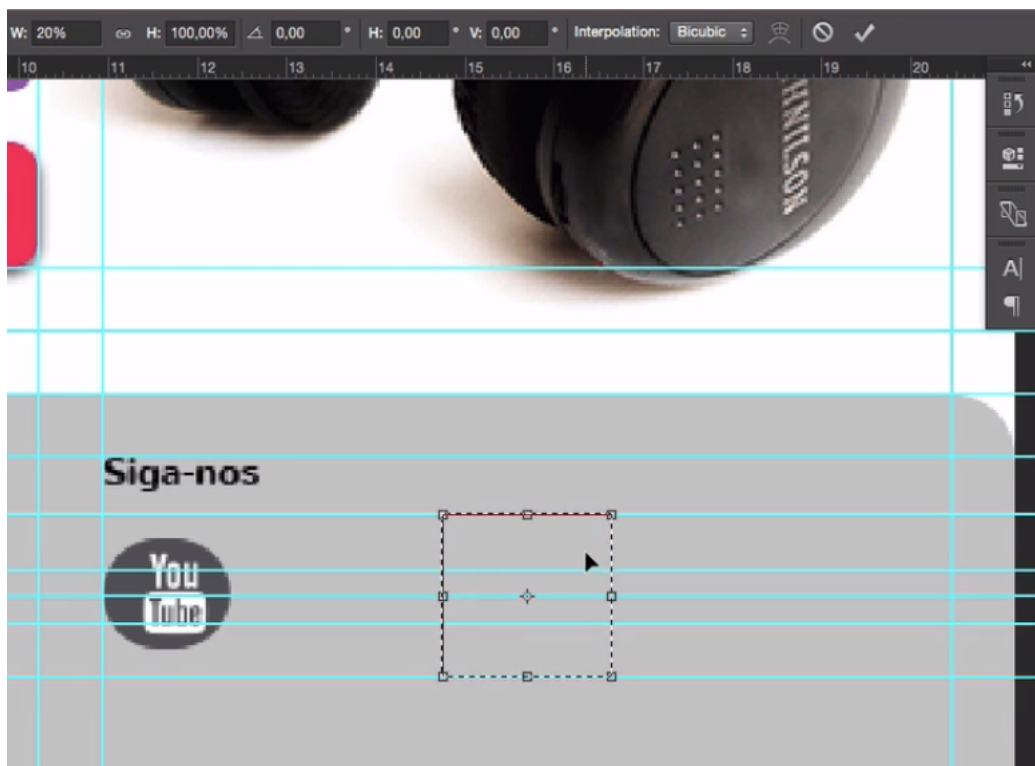 W: 20% H: 100,00% 0,00 ° H: 0,00 ° V: 0,00 ° Interpolation: Bicubic
10 11 12 13 14 15 16 17 18 19 20
A|
Siga-nos
You
Tube